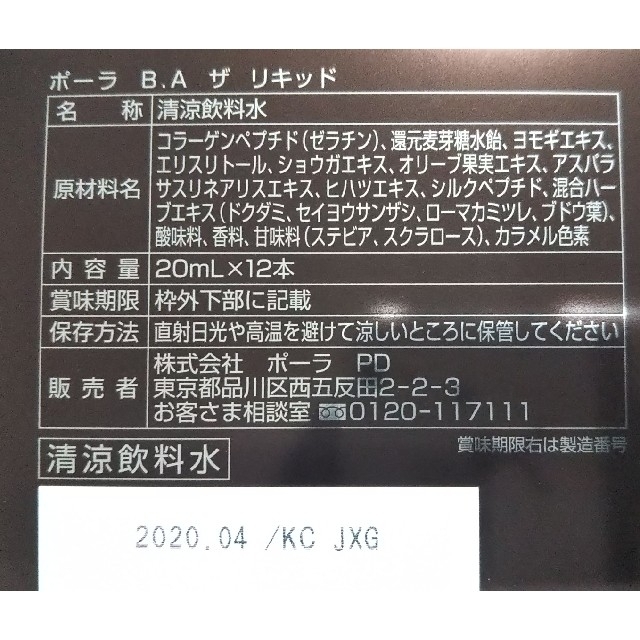 ポーラ B.A ザ リキッド
名称 清涼飲料水
原材料名 コラーゲンペプチド(ゼラチン)、還元麦芽糖水飴、ヨモギエキス、
エリスリトール、ショウガエキス、オリーブ果実エキス、アスパラ
サスリネアリスエキス、ヒハツエキス、シルクペプチド、混合ハー
ブエキス(ドクダミ、セイヨウサンザシ、ローマカミツレ、ブドウ葉)、
酸味料、香料、甘味料(ステビア、スクラロース)、カラメル色素
内容量 20mL×12本
賞味期限 枠外下部に記載
保存方法 直射日光や高温を避けて涼しいところに保管してください
販売者 株式会社 ポーラ PD
東京都品川区西五反田2-2-3
お客さま相談室 0120-117111
賞味期限右は製造番号
清涼飲料水
2020.04 /KC JXG